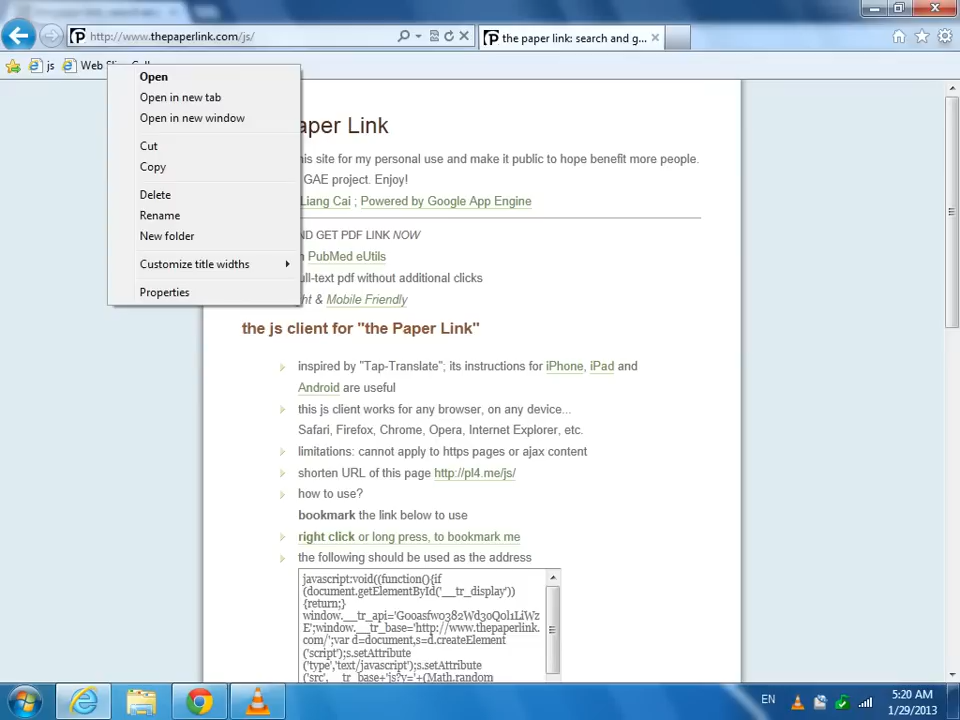 http://www.thepaperlink.com/js/
the paper link: search and g...
js
Web
Open
Open in new tab
Open in new window
Cut
Copy
Delete
Rename
New folder
Customize title widths
Properties
aper Link
his site for my personal use and make it public to hope benefit more people.
GAE project. Enjoy!
Liang Cai ; Powered by Google App Engine
ND GET PDF LINK NOW
PubMed eUtils
ull-text pdf without additional clicks
ht & Mobile Friendly
the js client for "the Paper Link"
inspired by "Tap-Translate"; its instructions for iPhone, iPad and
Android are useful
this js client works for any browser, on any device...
Safari, Firefox, Chrome, Opera, Internet Explorer, etc.
limitations: cannot apply to https pages or ajax content
shorten URL of this page http://pl4.me/js/
how to use?
bookmark the link below to use
right click or long press, to bookmark me
the following should be used as the address
javascript:void((function(){if
(document.getElementById('__tr_display'))
{return;}
window.__tr_api='G0oasfw0382Wd30Q0l1LiWz
E';window.__tr_base='http://www.thepaperlink.
com/';var d=document,s=d.createElement
('script');s.setAttribute
('type','text/javascript');s.setAttribute
('src',__tr_base+'js?y='+(Math.random
EN
5:20 AM
1/29/2013